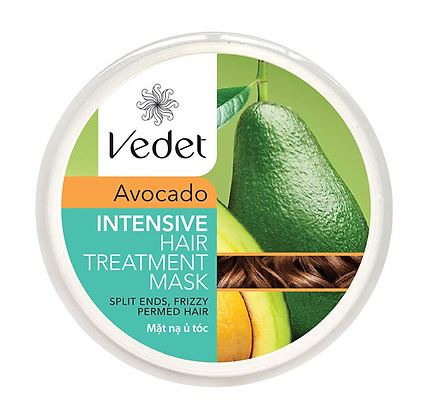 Vedet
Avocado
INTENSIVE
HAIR
TREATMENT
MASK
SPLIT ENDS, FRIZZY
PERMED HAIR
Mặt nạ ủ tóc